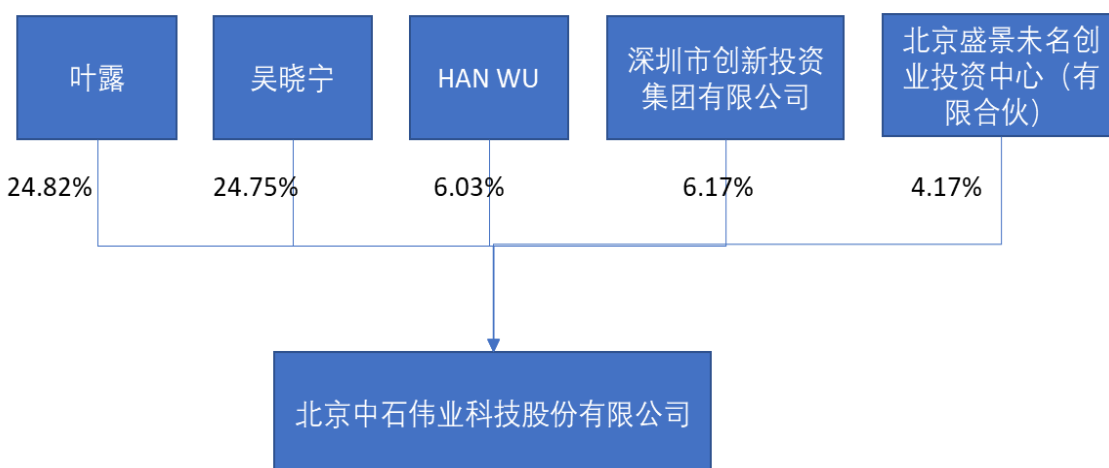 叶露
吴晓宁
HAN WU
深圳市创新投资
集团有限公司
北京盛景未名创
业投资中心（有
限合伙）
24.82%
24.75%
6.03%
6.17%
4.17%
北京中石伟业科技股份有限公司